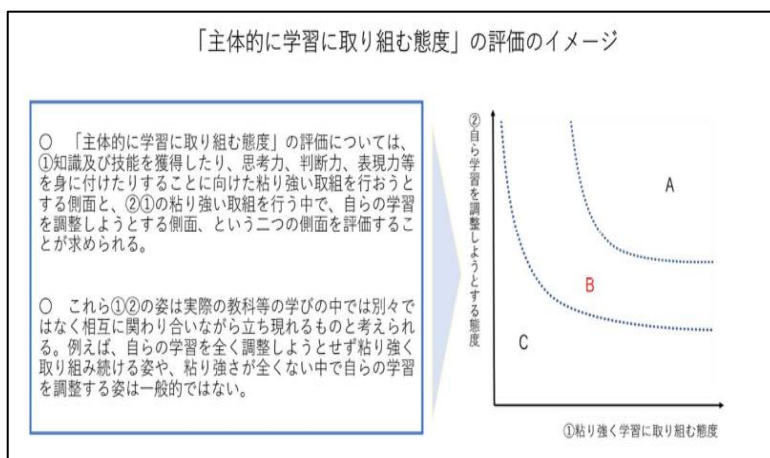 「主体的に学習に取り組む態度」の評価のイメージ
○　「主体的に学習に取り組む態度」の評価については、
①知識及び技能を獲得したり、思考力、判断力、表現力等
を身に付けたりすることに向けた粘り強い取組を行おうと
する側面と、②①の粘り強い取組を行う中で、自らの学習
を調整しようとする側面、という二つの側面を評価するこ
とが求められる。
○　これら①②の姿は実際の教科等の学びの中では別々で
はなく相互に関わり合いながら立ち現れるものと考えられ
る。例えば、自らの学習を全く調整しようとせず粘り強く
取り組み続ける姿や、粘り強さが全くない中で自らの学習
を調整する姿は一般的ではない。
②自ら学習を調整しようとする態度
A
B
C
①粘り強く学習に取り組む態度